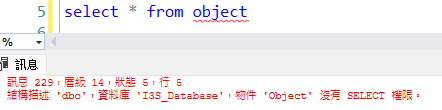 5 select * from object
6
%
訊息
訊息 229，層級 14，狀態 5，行 5
結構描述 'dbo'，資料庫 'I3S_Database'，物件 'Object' 沒有 SELECT 權限。